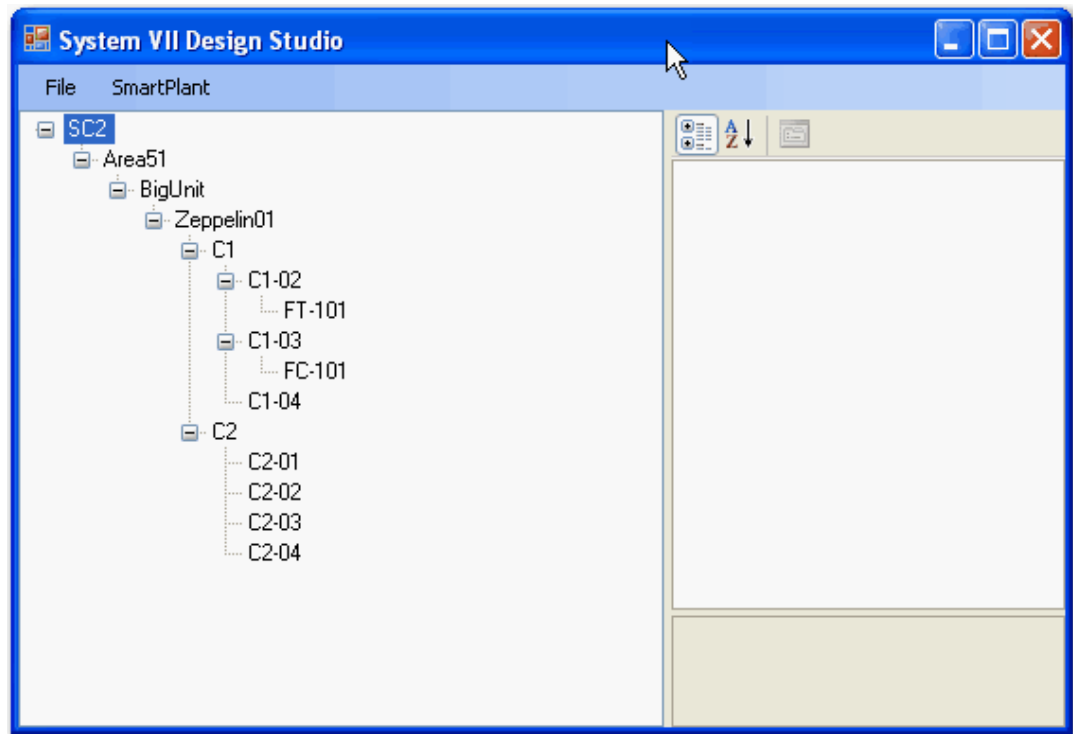 System VII Design Studio
File SmartPlant
SC2
Area51
BigUnit
Zeppelin01
C1
C1-02
FT-101
C1-03
FC-101
C1-04
C2
C2-01
C2-02
C2-03
C2-04
A
Z